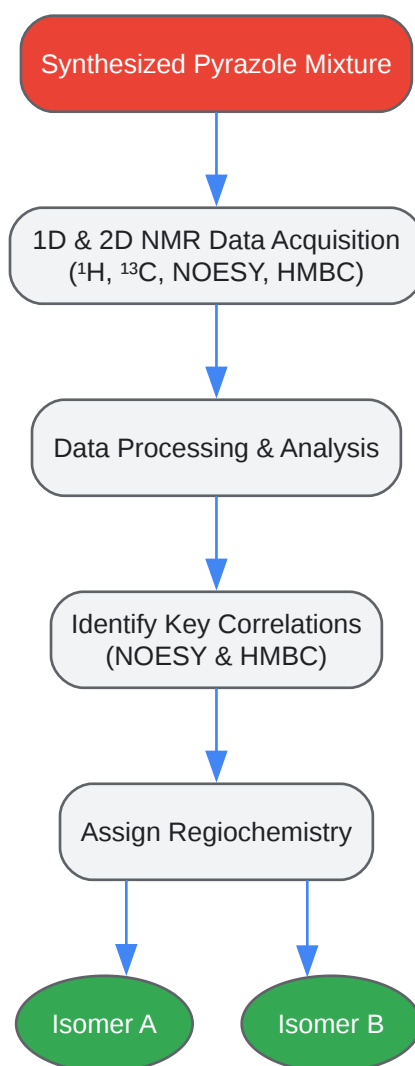 Synthesized Pyrazole Mixture
1D & 2D NMR Data Acquisition
(¹H, ¹³C, NOESY, HMBC)
Data Processing & Analysis
Identify Key Correlations
(NOESY & HMBC)
Assign Regiochemistry
Isomer A
Isomer B